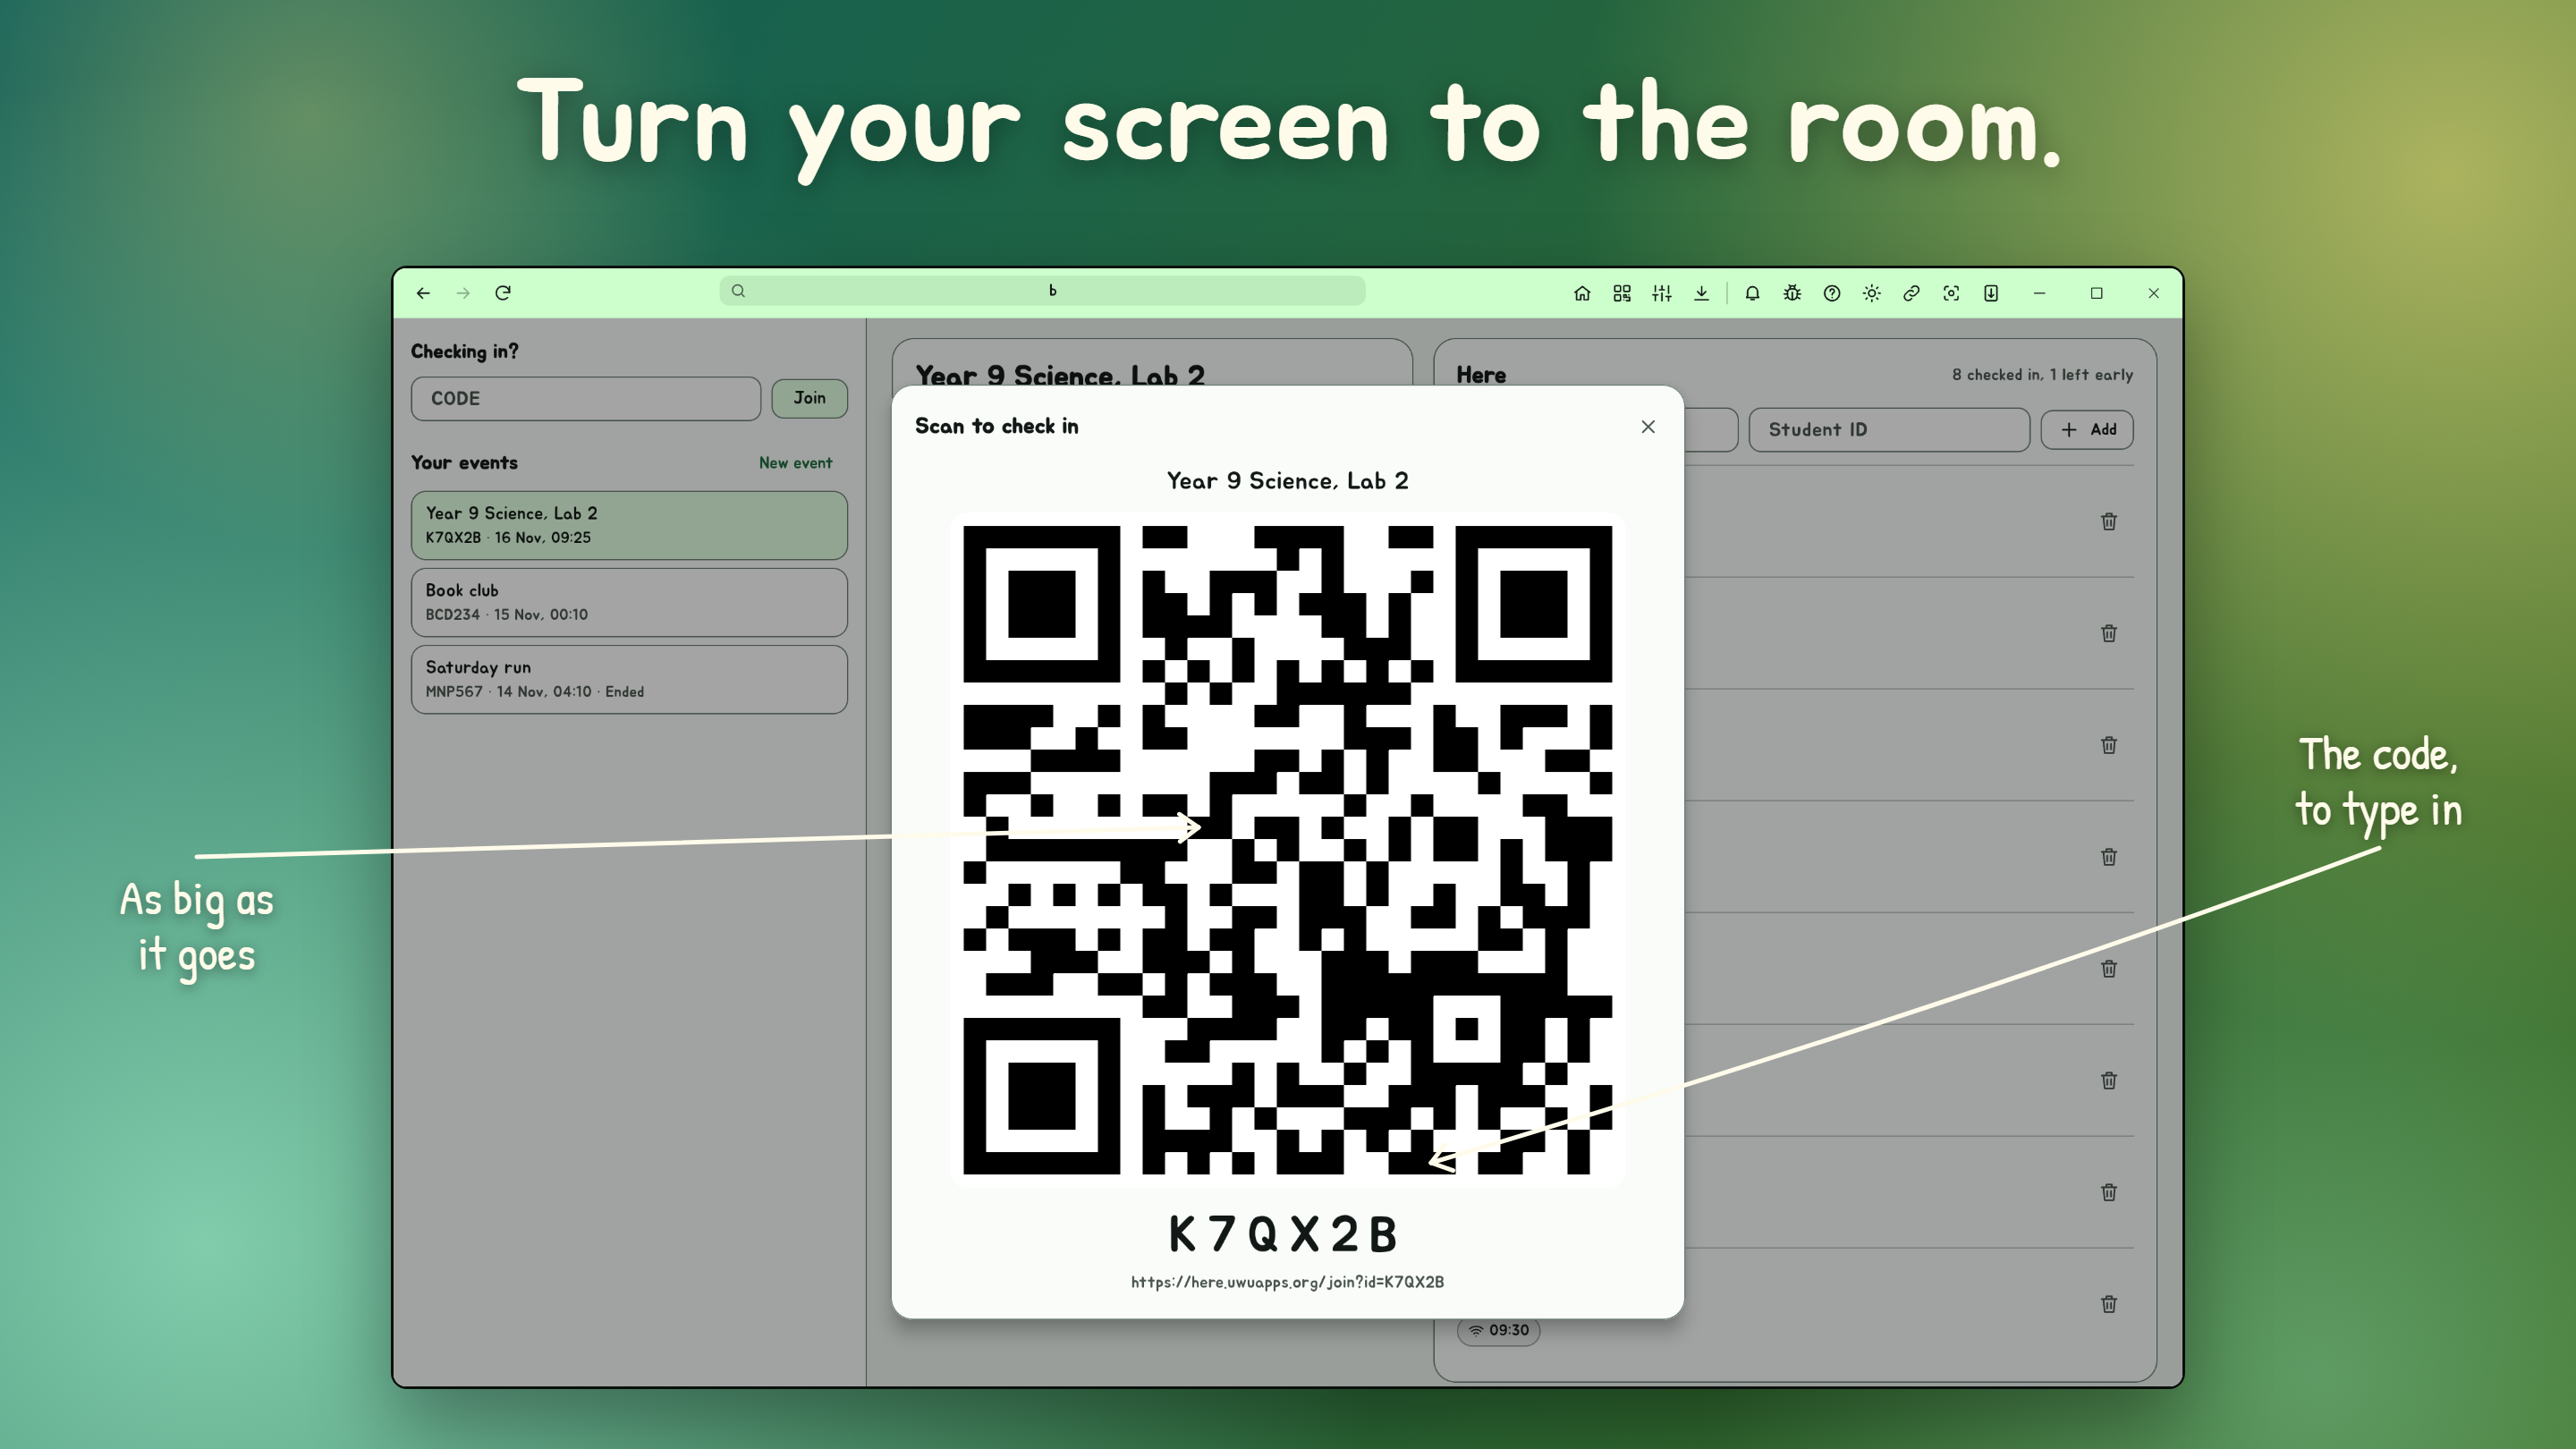 Turn your screen to the room.
b
Checking in?
CODE
Join
Your events
New event
Year 9 Science, Lab 2
K7QX2B · 16 Nov, 09:25
Book club
BCD234 · 15 Nov, 00:10
Saturday run
MNP567 · 14 Nov, 04:10 · Ended
Year 9 Science, Lab 2
Here
8 checked in, 1 left early
Student ID
Add
Scan to check in
Year 9 Science, Lab 2
K7QX2B
https://here.uwuapps.org/join?id=K7QX2B
09:30
As big as
it goes
The code,
to type in